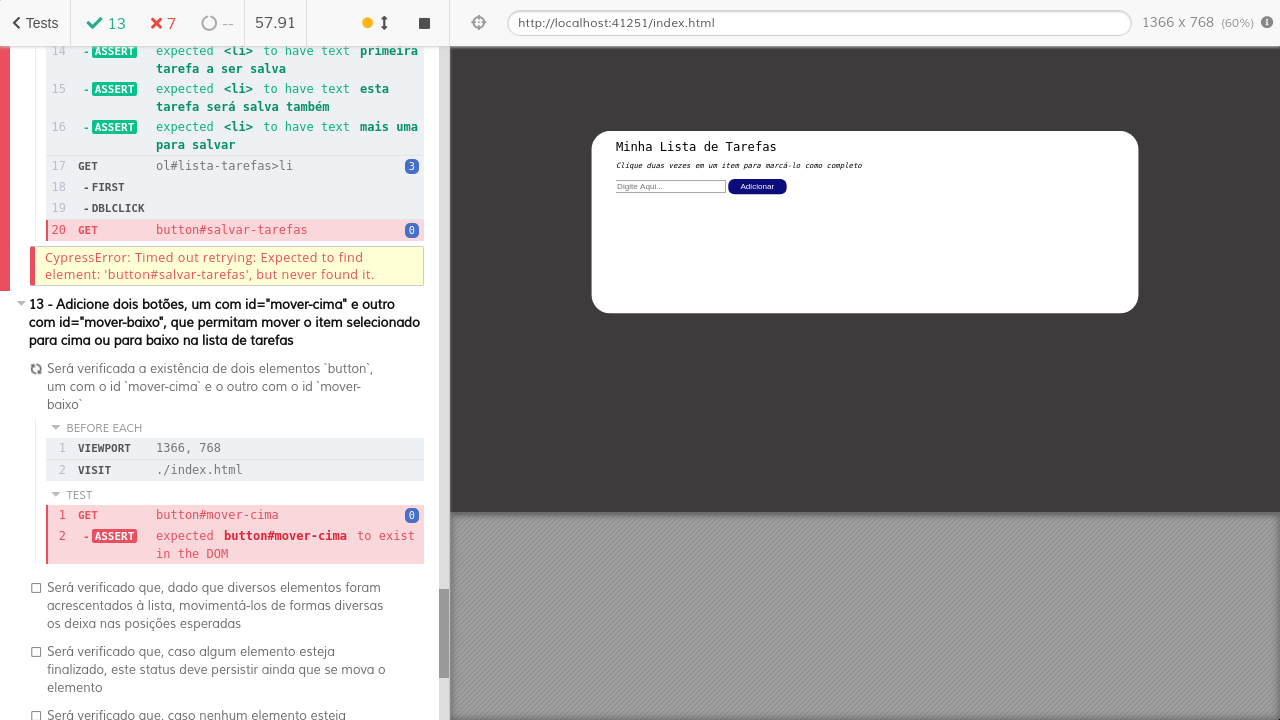 Tests
13
7
--
57.91
http://localhost:41251/index.html
1366 x 768 (60%)
14 - ASSERT expected <li> to have text primeira
tarefa a ser salva
15 - ASSERT expected <li> to have text esta
tarefa será salva também
16 - ASSERT expected <li> to have text mais uma
para salvar
17 GET ol#lista-tarefas>li 3
18 - FIRST
19 - DBLCLICK
20 GET button#salvar-tarefas 0
CypressError: Timed out retrying: Expected to find
element: 'button#salvar-tarefas', but never found it.
13 - Adicione dois botões, um com id="mover-cima" e outro
com id="mover-baixo", que permitam mover o item selecionado
para cima ou para baixo na lista de tarefas
Será verificada a existência de dois elementos `button`,
um com o id `mover-cima` e o outro com o id `mover-
baixo`
BEFORE EACH
1 VIEWPORT 1366, 768
2 VISIT ./index.html
TEST
1 GET button#mover-cima 0
2 - ASSERT expected button#mover-cima to exist
in the DOM
Será verificado que, dado que diversos elementos foram
acrescentados à lista, movimentá-los de formas diversas
os deixa nas posições esperadas
Será verificado que, caso algum elemento esteja
finalizado, este status deve persistir ainda que se mova o
elemento
Será verificado que, caso nenhum elemento esteja
Minha Lista de Tarefas
Clique duas vezes em um item para marcá-lo como completo
Digite Aqui...
Adicionar